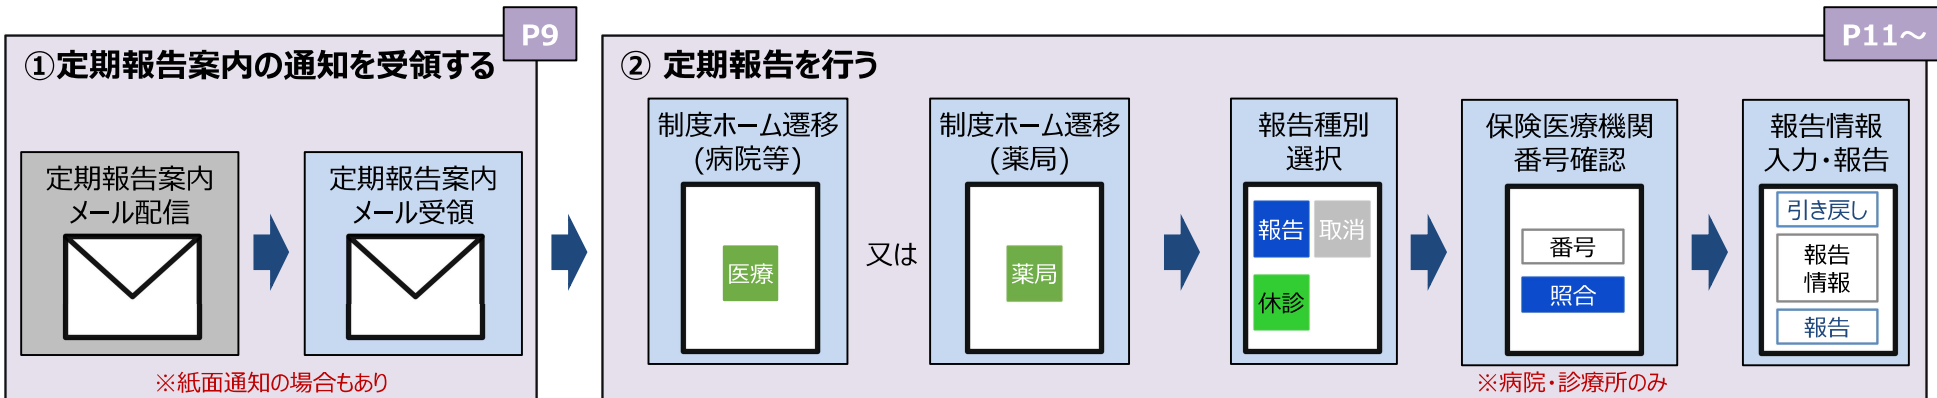 P9
①定期報告案内の通知を受領する
定期報告案内
メール配信
定期報告案内
メール受領
※紙面通知の場合もあり
P11～
② 定期報告を行う
制度ホーム遷移
(病院等)
医療
又は
制度ホーム遷移
(薬局)
薬局
報告種別
選択
報告 取消
休診
保険医療機関
番号確認
番号
照合
※病院・診療所のみ
報告情報
入力・報告
引き戻し
報告
情報
報告